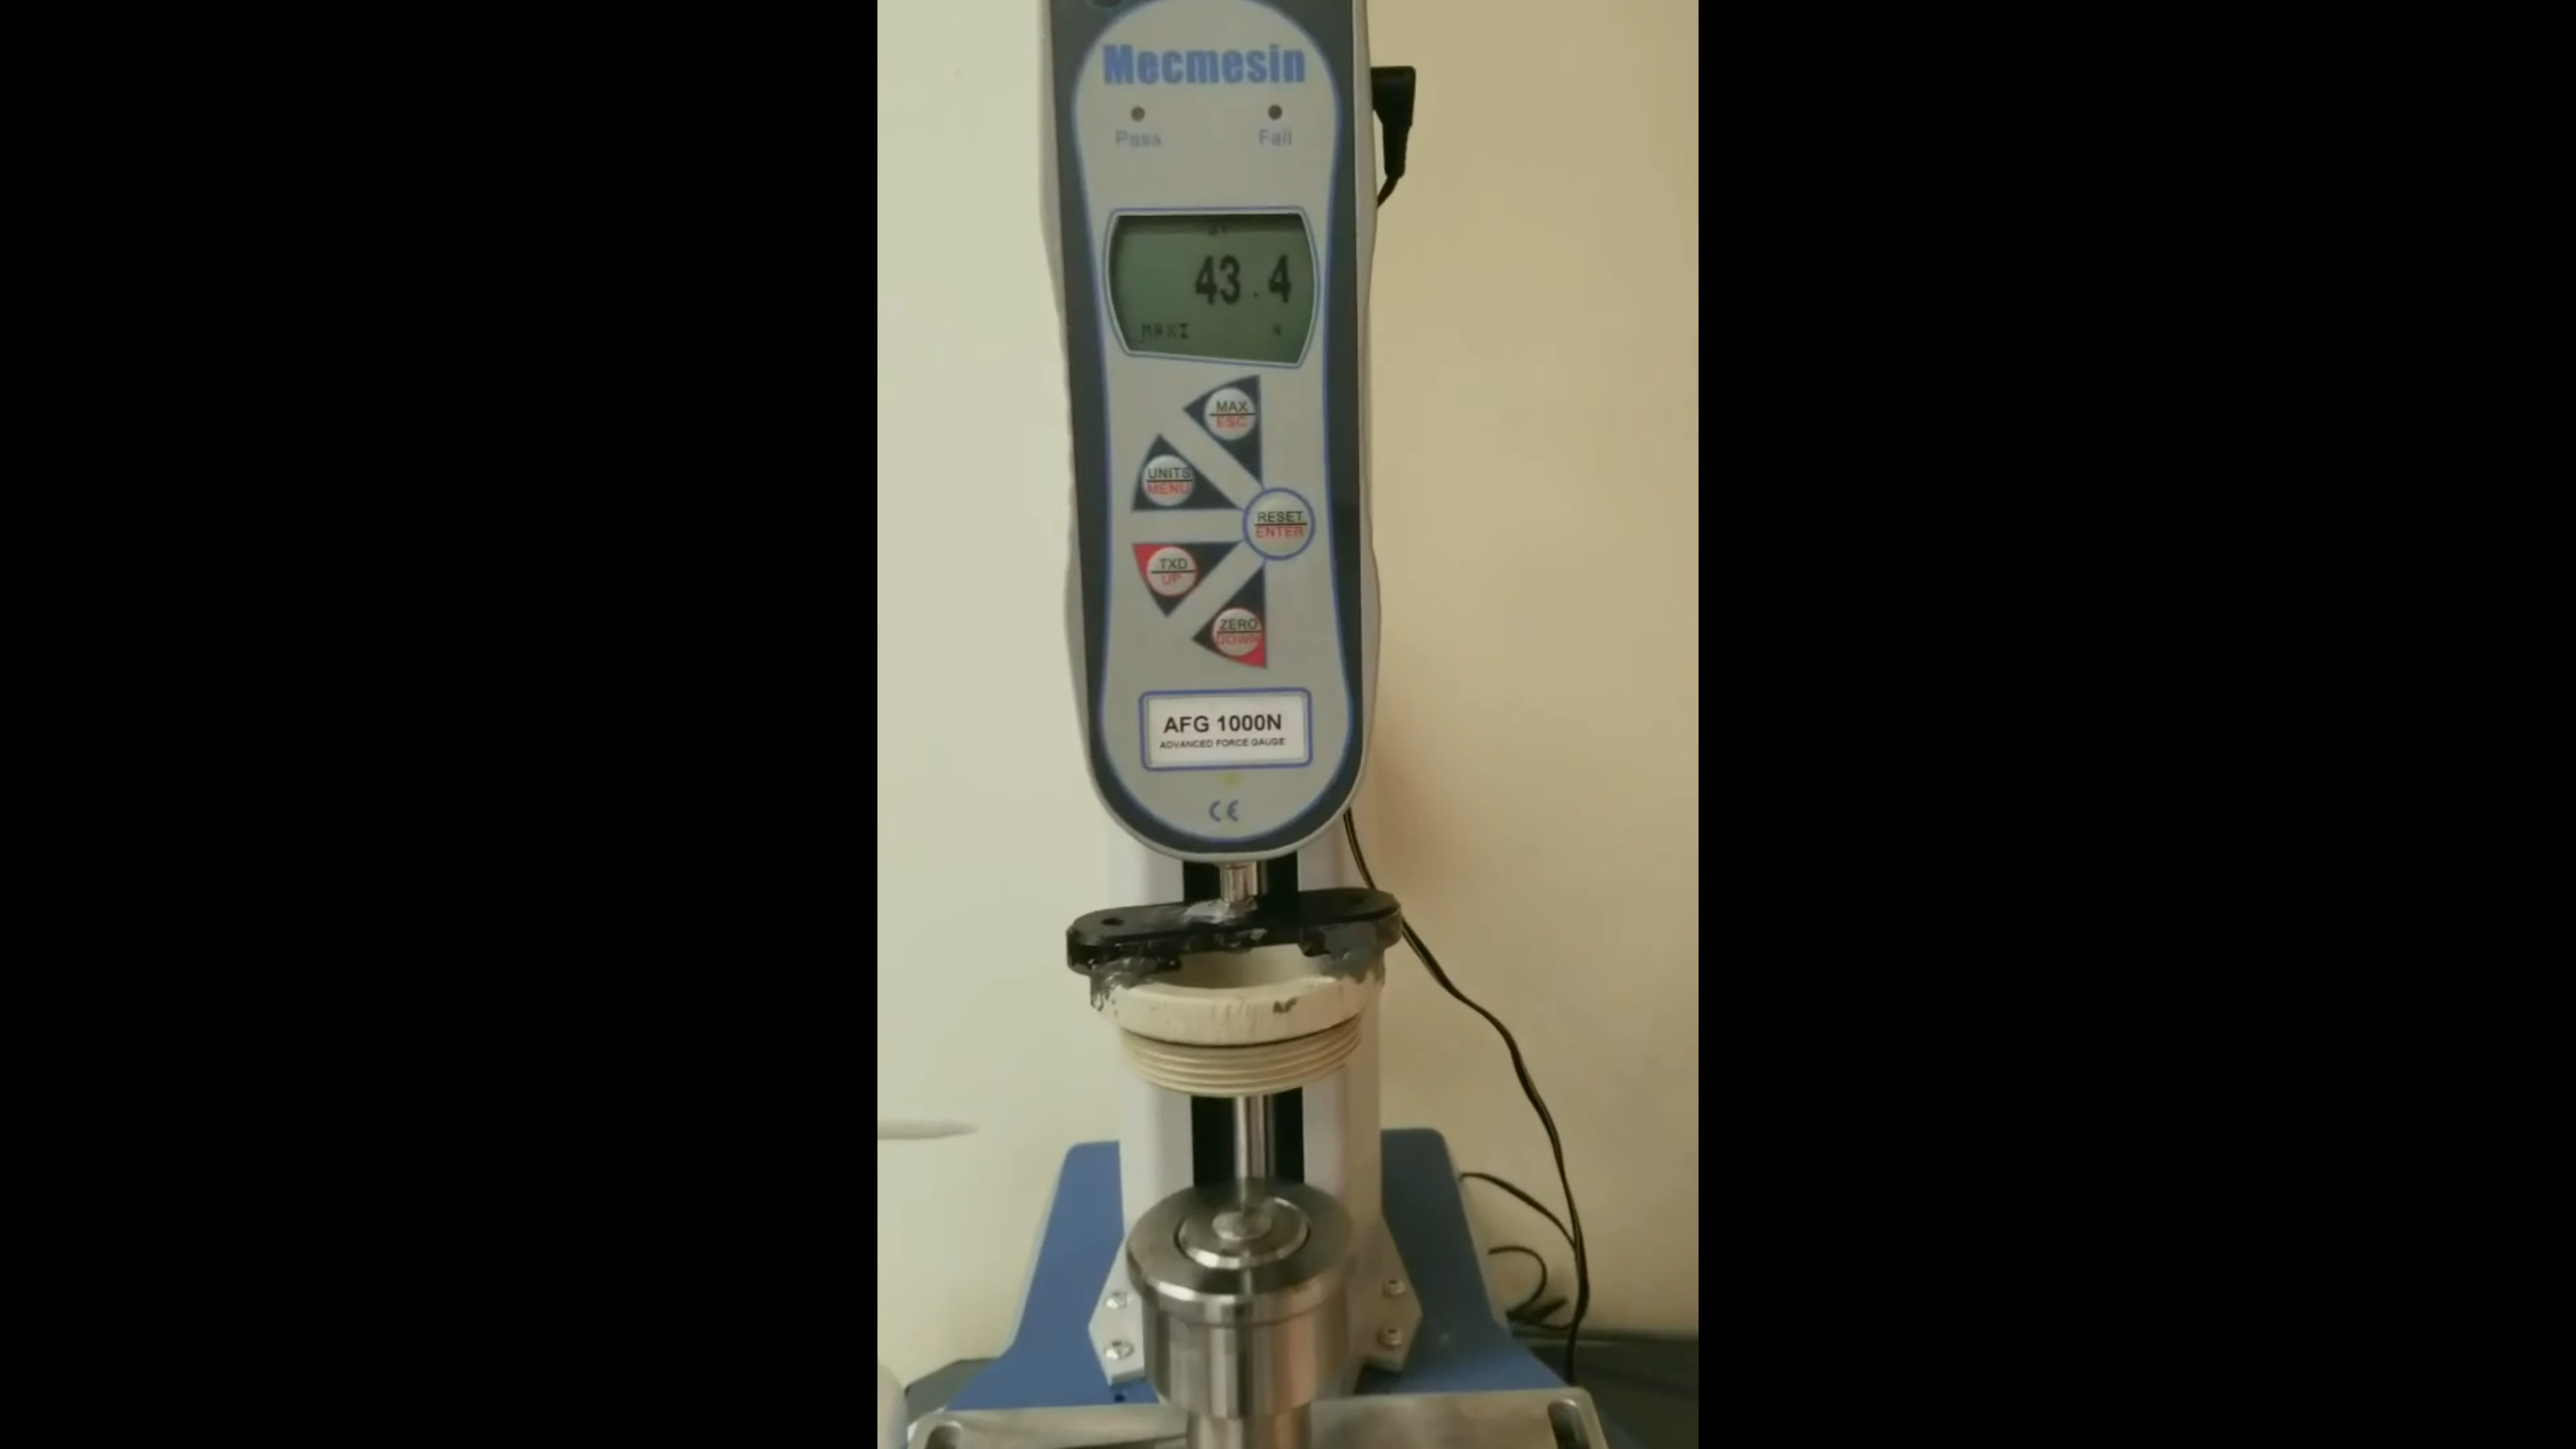 Mecmesin
Pass Fail
43.4
MAXI N
MAX
ESC
UNITS
MENU
RESET
ENTER
TXD
UP
ZERO
DOWN
AFG 1000N
ADVANCED FORCE GAUGE
CE